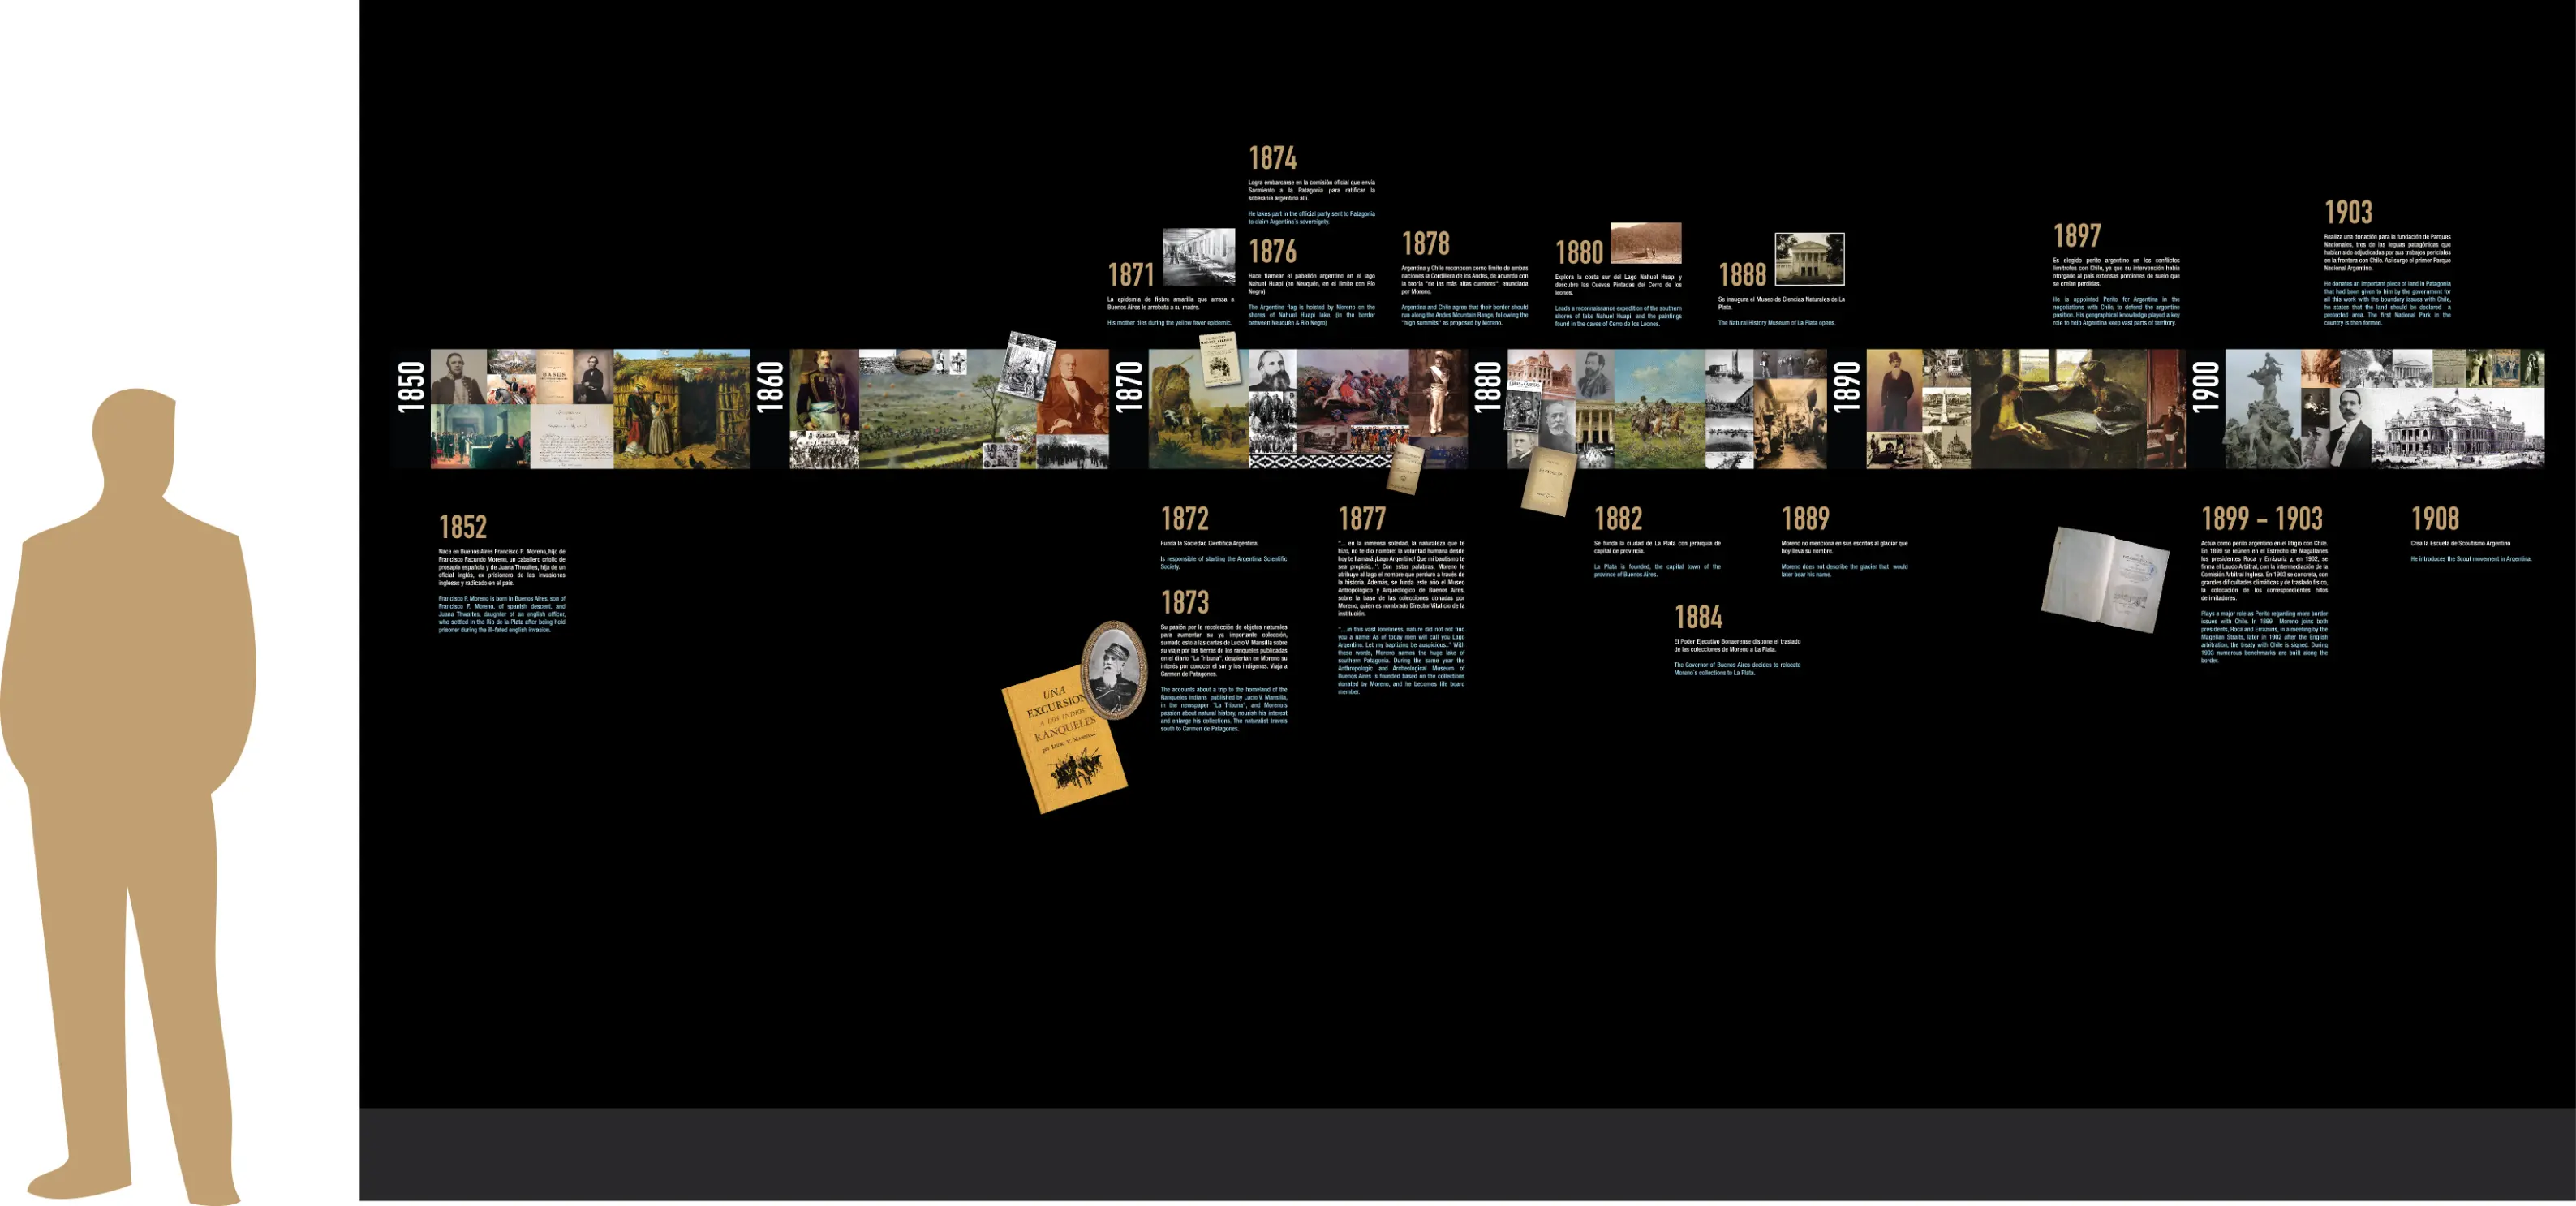 1874
Logra embarcarse en la comisión oficial que envía
Sarmiento a la Patagonia para ratificar la
soberanía argentina allí.
He takes part in the official party sent to Patagonia
to claim Argentina´s sovereignty.
1871
La epidemia de fiebre amarilla que arrasa a
Buenos Aires le arrebata a su madre.
His mother dies during the yellow fever epidemic.
1876
Hace flamear el pabellón argentino en el lago
Nahuel Huapi (en Neuquén, en el límite con Río
Negro).
The Argentine flag is hoisted by Moreno on the
shores of Nahuel Huapi lake. (in the border
between Neuquén & Río Negro)
1878
Argentina y Chile reconocen como límite de ambas
naciones la Cordillera de los Andes, de acuerdo con
la teoría "de las más altas cumbres", enunciada
por Moreno.
Argentina and Chile agree that their border should
run along the Andes Mountain Range, following the
"high summits" as proposed by Moreno.
1880
Explora la costa sur del Lago Nahuel Huapi y
descubre las Cuevas Pintadas del Cerro de los
leones.
Leads a reconnaissance expedition of the southern
shores of lake Nahuel Huapi, and the paintings
found in the caves of Cerro de los Leones.
1888
Se inaugura el Museo de Ciencias Naturales de La
Plata.
The Natural History Museum of La Plata opens.
1897
Es elegido perito argentino en los conflictos
limítrofes con Chile, ya que su intervención había
otorgado al país extensas porciones de suelo que
se creían perdidas.
He is appointed Perito for Argentina in the
negotiations with Chile, to defend the argentine
position. His geographical knowledge played a key
role to help Argentina keep vast parts of territory.
1903
Realiza una donación para la fundación de Parques
Nacionales, tres de las leguas patagónicas que
habían sido adjudicadas por sus trabajos periciales
en la frontera con Chile. Así surge el primer Parque
Nacional Argentino.
He donates an important piece of land in Patagonia
that had been given to him by the government for
all this work with the boundary issues with Chile,
he states that the land should be declared a
protected area. The first National Park in the
country is then formed.
1850
1860
1870
1880
1890
1900
BASES
1852
Nace en Buenos Aires Francisco P. Moreno, hijo de
Francisco Facundo Moreno, un caballero criollo de
prosapia española y de Juana Thwaites, hija de un
oficial inglés, ex prisionero de las invasiones
inglesas y radicado en el país.
Francisco P. Moreno is born in Buenos Aires, son of
Francisco F. Moreno, of spanish descent, and
Juana Thwaites, daughter of an english officer,
who settled in the Río de la Plata after being held
prisoner during the ill-fated english invasion.
1872
Funda la Sociedad Científica Argentina.
Is responsible of starting the Argentina Scientific
Society.
1873
Su pasión por la recolección de objetos naturales
para aumentar su ya importante colección,
sumado esto a las cartas de Lucio V. Mansilla sobre
su viaje por las tierras de los ranqueles publicadas
en el diario "La Tribuna", despiertan en Moreno su
interés por conocer el sur y los indígenas. Viaja a
Carmen de Patagones.
The accounts about a trip to the homeland of the
Ranqueles indians published by Lucio V. Mansilla,
in the newspaper "La Tribuna", and Moreno´s
passion about natural history, nourish his interest
and enlarge his collections. The naturalist travels
south to Carmen de Patagones.
UNA
EXCURSION
A LOS INDIOS
RANQUELES
por Lucio V. Mansilla
1877
"... en la inmensa soledad, la naturaleza que te
hizo, no te dio nombre: la voluntad humana desde
hoy te llamará ¡Lago Argentino! Que mi bautismo te
sea propicio...". Con estas palabras, Moreno le
atribuye al lago el nombre que perduró a través de
la historia. Además, se funda este año el Museo
Antropológico y Arqueológico de Buenos Aires,
sobre la base de las colecciones donadas por
Moreno, quien es nombrado Director Vitalicio de la
institución.
"....in this vast loneliness, nature did not not find
you a name: As of today men will call you Lago
Argentino. Let my baptizing be auspicious.." With
these words, Moreno names the huge lake of
southern Patagonia. During the same year the
Anthropologic and Archeological Museum of
Buenos Aires is founded based on the collections
donated by Moreno, and he becomes life board
member.
1882
Se funda la ciudad de La Plata con jerarquía de
capital de provincia.
La Plata is founded, the capital town of the
province of Buenos Aires.
1884
El Poder Ejecutivo Bonaerense dispone el traslado
de las colecciones de Moreno a La Plata.
The Governor of Buenos Aires decides to relocate
Moreno´s collections to La Plata.
1889
Moreno no menciona en sus escritos al glaciar que
hoy lleva su nombre.
Moreno does not describe the glacier that would
later bear his name.
1899 – 1903
Actúa como perito argentino en el litigio con Chile.
En 1899 se reúnen en el Estrecho de Magallanes
los presidentes Roca y Errázuriz y, en 1902, se
firma el Laudo Arbitral, con la intermediación de la
Comisión Arbitral Inglesa. En 1903 se concreta, con
grandes dificultades climáticas y de traslado físico,
la colocación de los correspondientes hitos
delimitadores.
Plays a major role as Perito regarding more border
issues with Chile. In 1899 Moreno joins both
presidents, Roca and Errazuris, in a meeting by the
Magellan Straits, later in 1902 after the English
arbitration, the treaty with Chile is signed. During
1903 numerous benchmarks are built along the
border.
1908
Crea la Escuela de Scoutismo Argentino
He introduces the Scout movement in Argentina.